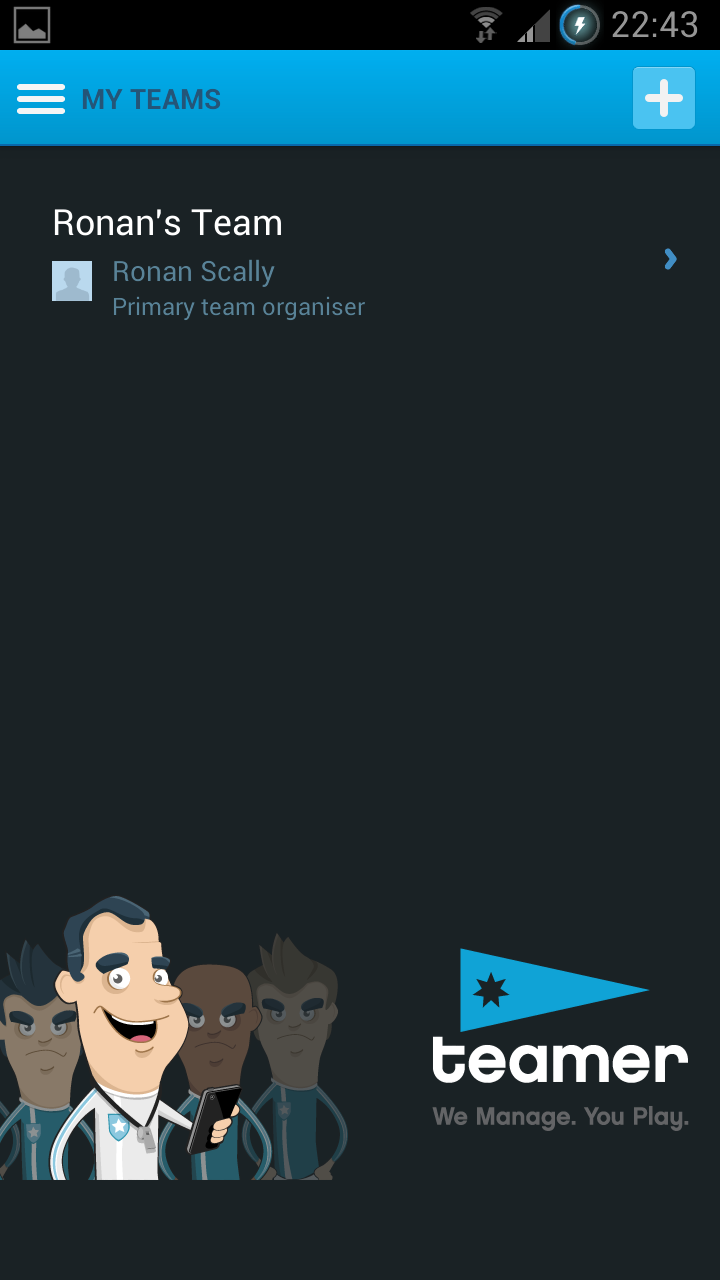 22:43
MY TEAMS
Ronan's Team
Ronan Scally
Primary team organiser
teamer
We Manage. You Play.